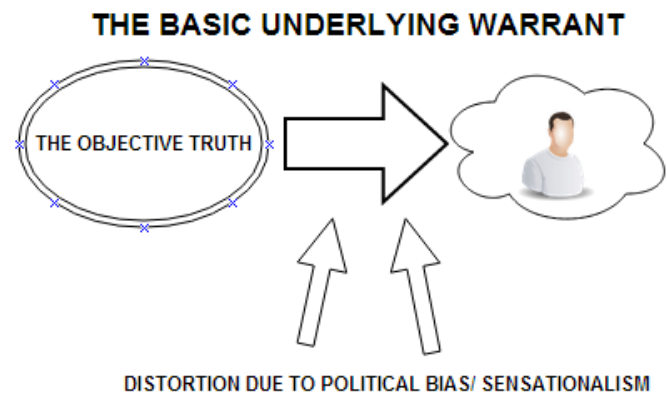 THE BASIC UNDERLYING WARRANT
THE OBJECTIVE TRUTH
DISTORTION DUE TO POLITICAL BIAS/ SENSATIONALISM